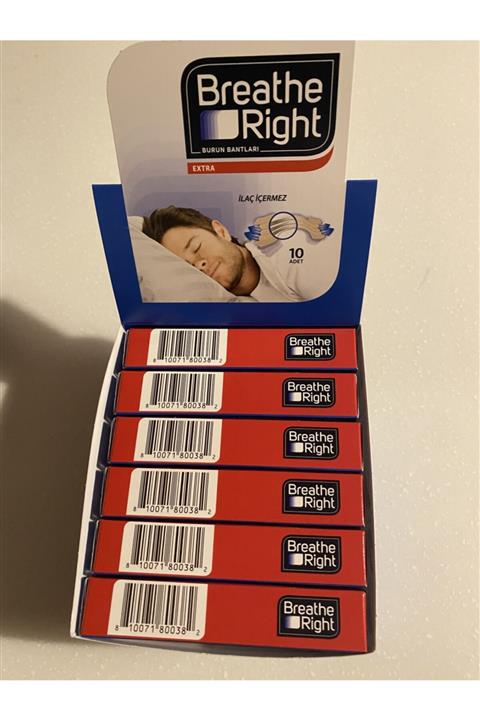 Breathe
Right
BURUN BANTLARI
EXTRA
İLAÇ İÇERMEZ
10
ADET
Breathe
Right
8 10071 80038 2
Breathe
Right
8 10071 80038 2
Breathe
Right
8 10071 80038 2
Breathe
Right
8 10071 80038 2
Breathe
Right
8 10071 80038 2
Breathe
Right
8 10071 80038 2